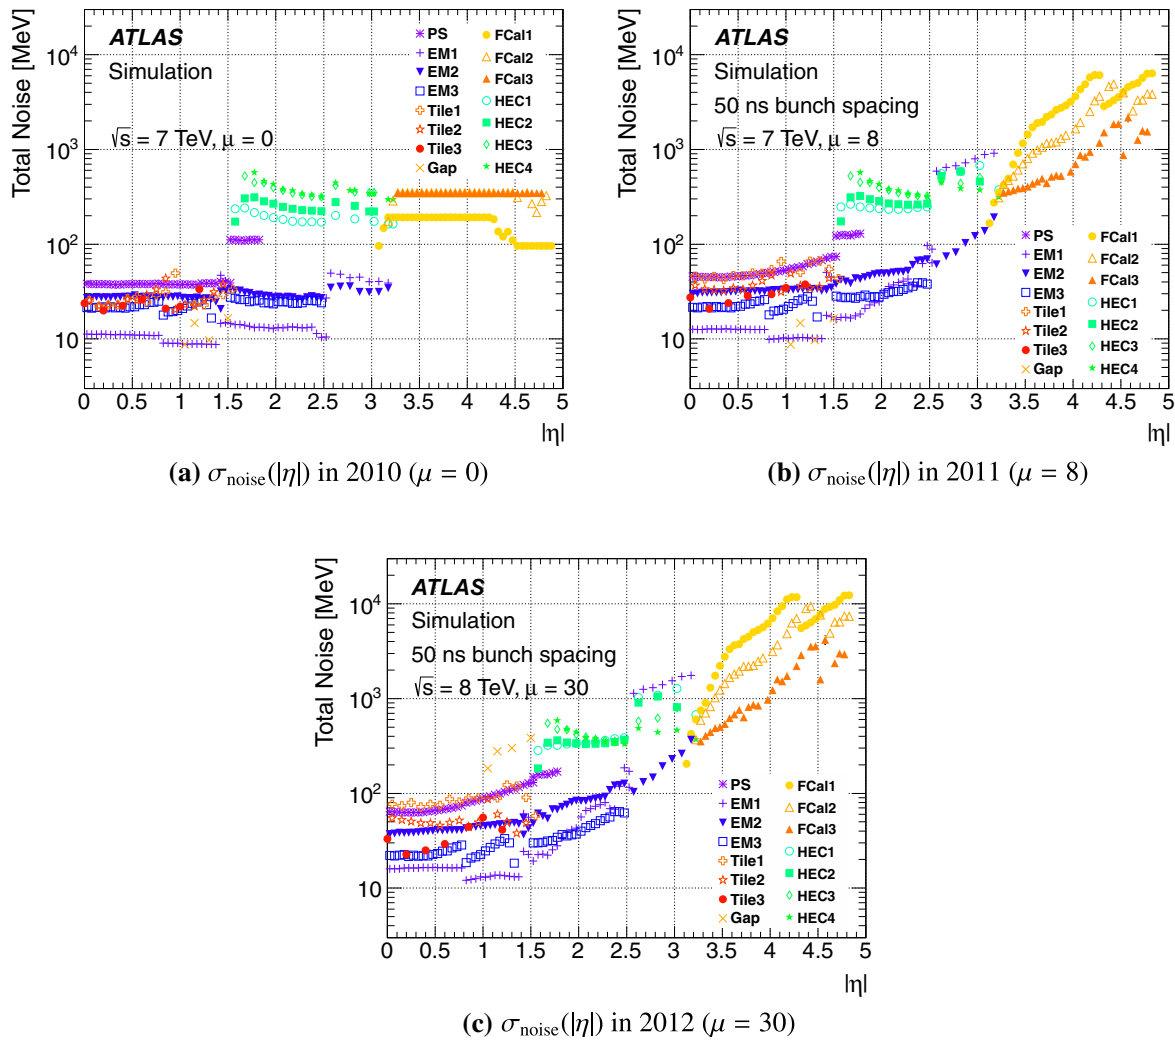 Total Noise [MeV]
10⁴
10³
10²
10
ATLAS
Simulation
√s = 7 TeV, μ = 0
PS
EM1
EM2
EM3
Tile1
Tile2
Tile3
Gap
FCal1
FCal2
FCal3
HEC1
HEC2
HEC3
HEC4
0 0.5 1 1.5 2 2.5 3 3.5 4 4.5 5
|η|
(a) σnoise(|η|) in 2010 (μ = 0)
Total Noise [MeV]
10⁴
10³
10²
10
ATLAS
Simulation
50 ns bunch spacing
√s = 7 TeV, μ = 8
PS
EM1
EM2
EM3
Tile1
Tile2
Tile3
Gap
FCal1
FCal2
FCal3
HEC1
HEC2
HEC3
HEC4
0 0.5 1 1.5 2 2.5 3 3.5 4 4.5 5
|η|
(b) σnoise(|η|) in 2011 (μ = 8)
Total Noise [MeV]
10⁴
10³
10²
10
ATLAS
Simulation
50 ns bunch spacing
√s = 8 TeV, μ = 30
PS
EM1
EM2
EM3
Tile1
Tile2
Tile3
Gap
FCal1
FCal2
FCal3
HEC1
HEC2
HEC3
HEC4
0 0.5 1 1.5 2 2.5 3 3.5 4 4.5 5
|η|
(c) σnoise(|η|) in 2012 (μ = 30)